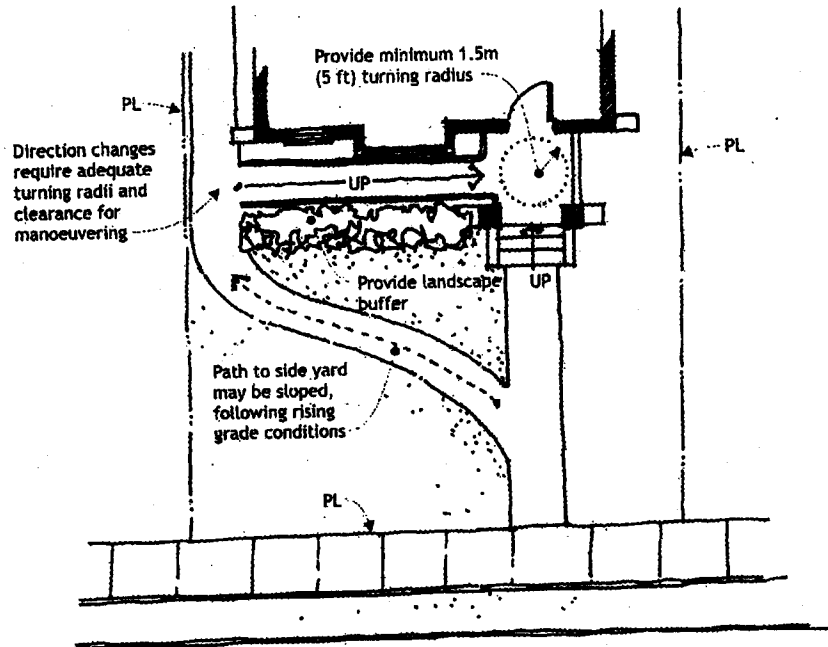 Provide minimum 1.5m
(5 ft) turning radius
PL
Direction changes
require adequate
turning radii and
clearance for
manoeuvering
PL
UP
Provide landscape
buffer
UP
Path to side yard
may be sloped,
following rising
grade conditions
PL